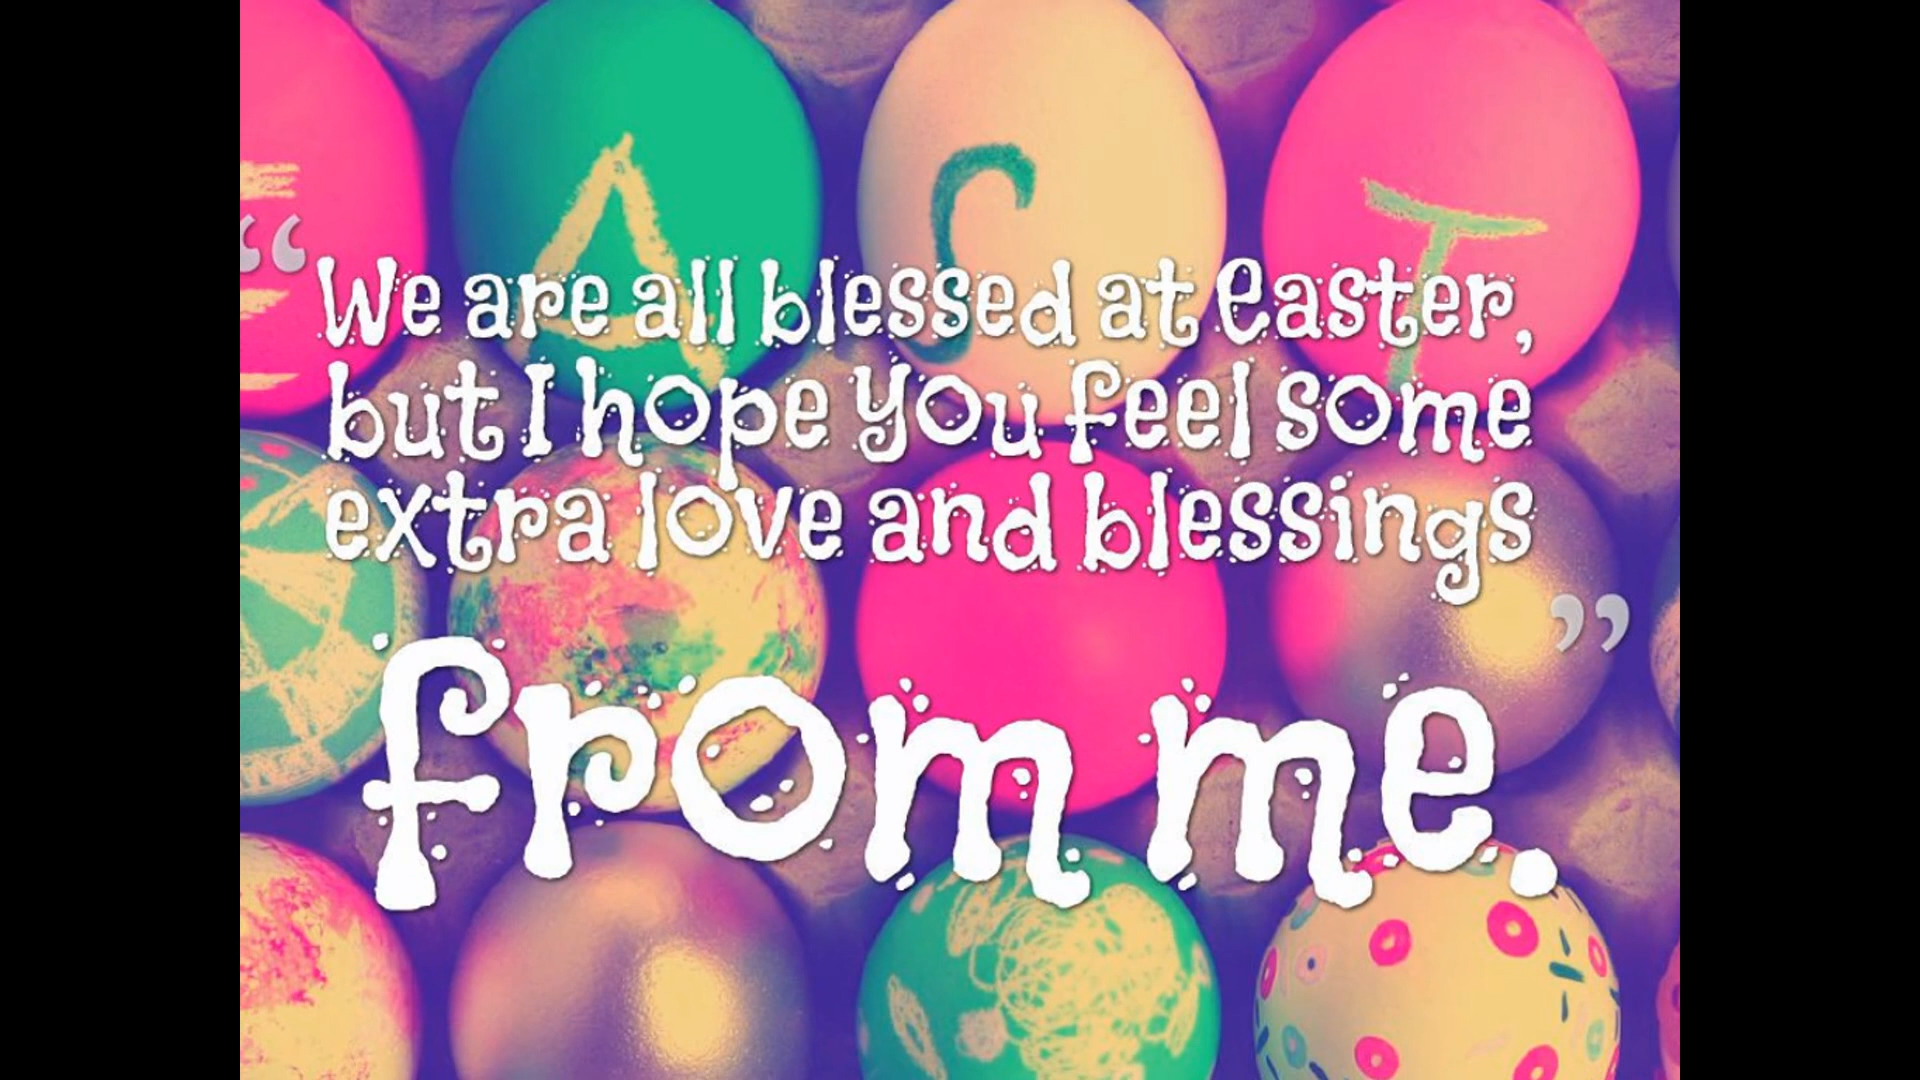 E A S T
“We are all blessed at Easter,
but I hope you feel some
extra love and blessings
from me.”